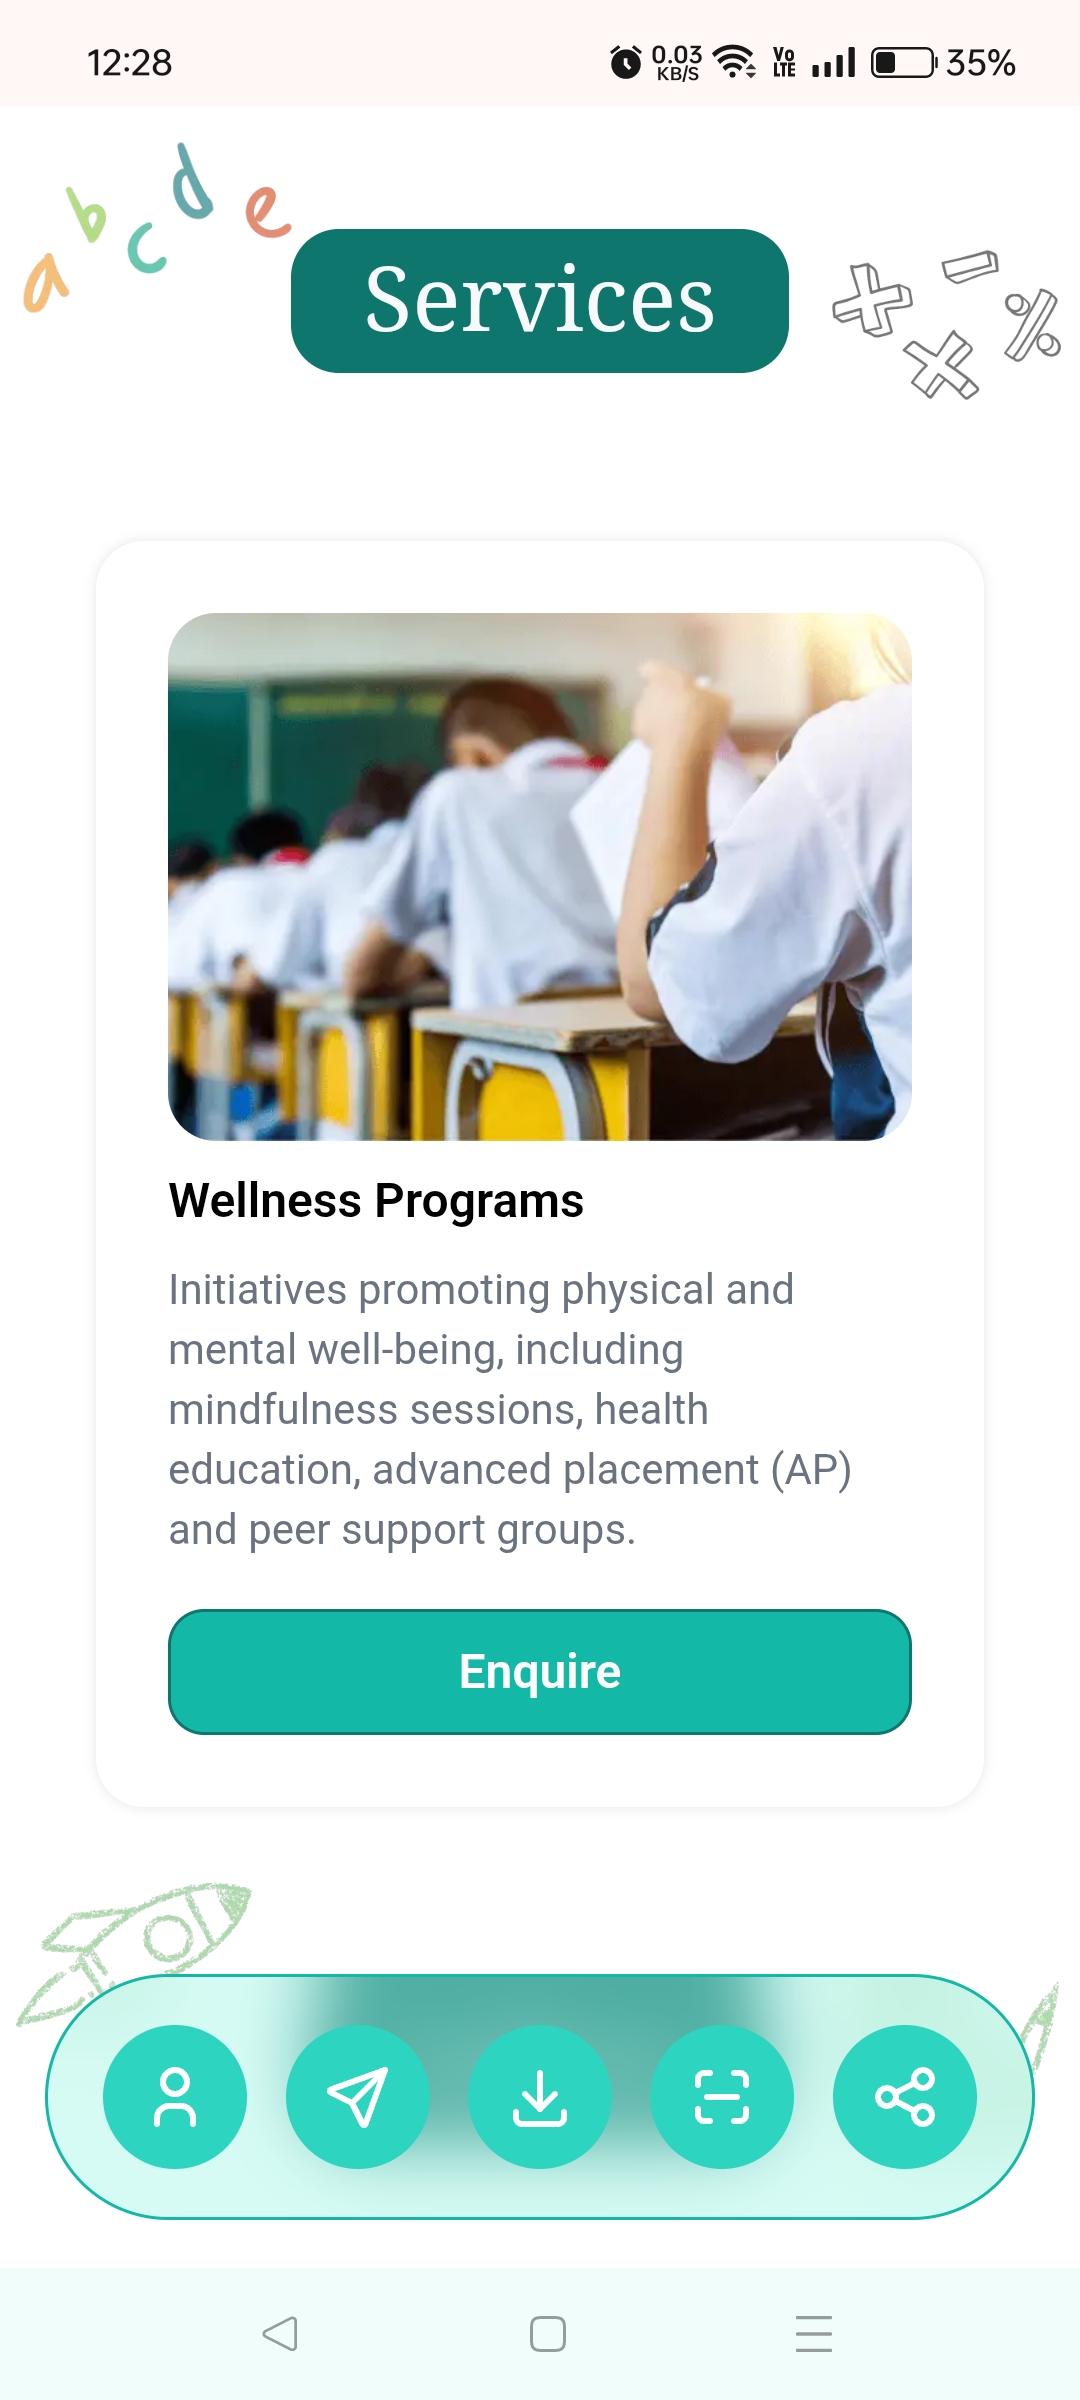 12:28
0.03
KB/S
Vo
LTE
35%
a b c d e
Services
Wellness Programs
Initiatives promoting physical and
mental well-being, including
mindfulness sessions, health
education, advanced placement (AP)
and peer support groups.
Enquire